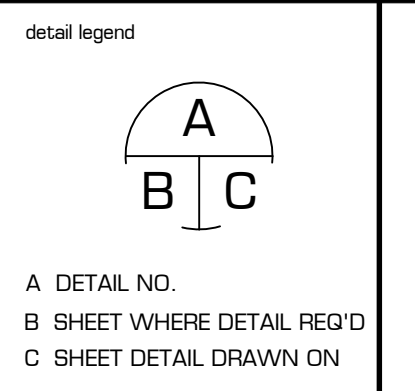 detail legend
A
B C
A DETAIL NO.
B SHEET WHERE DETAIL REQ'D
C SHEET DETAIL DRAWN ON